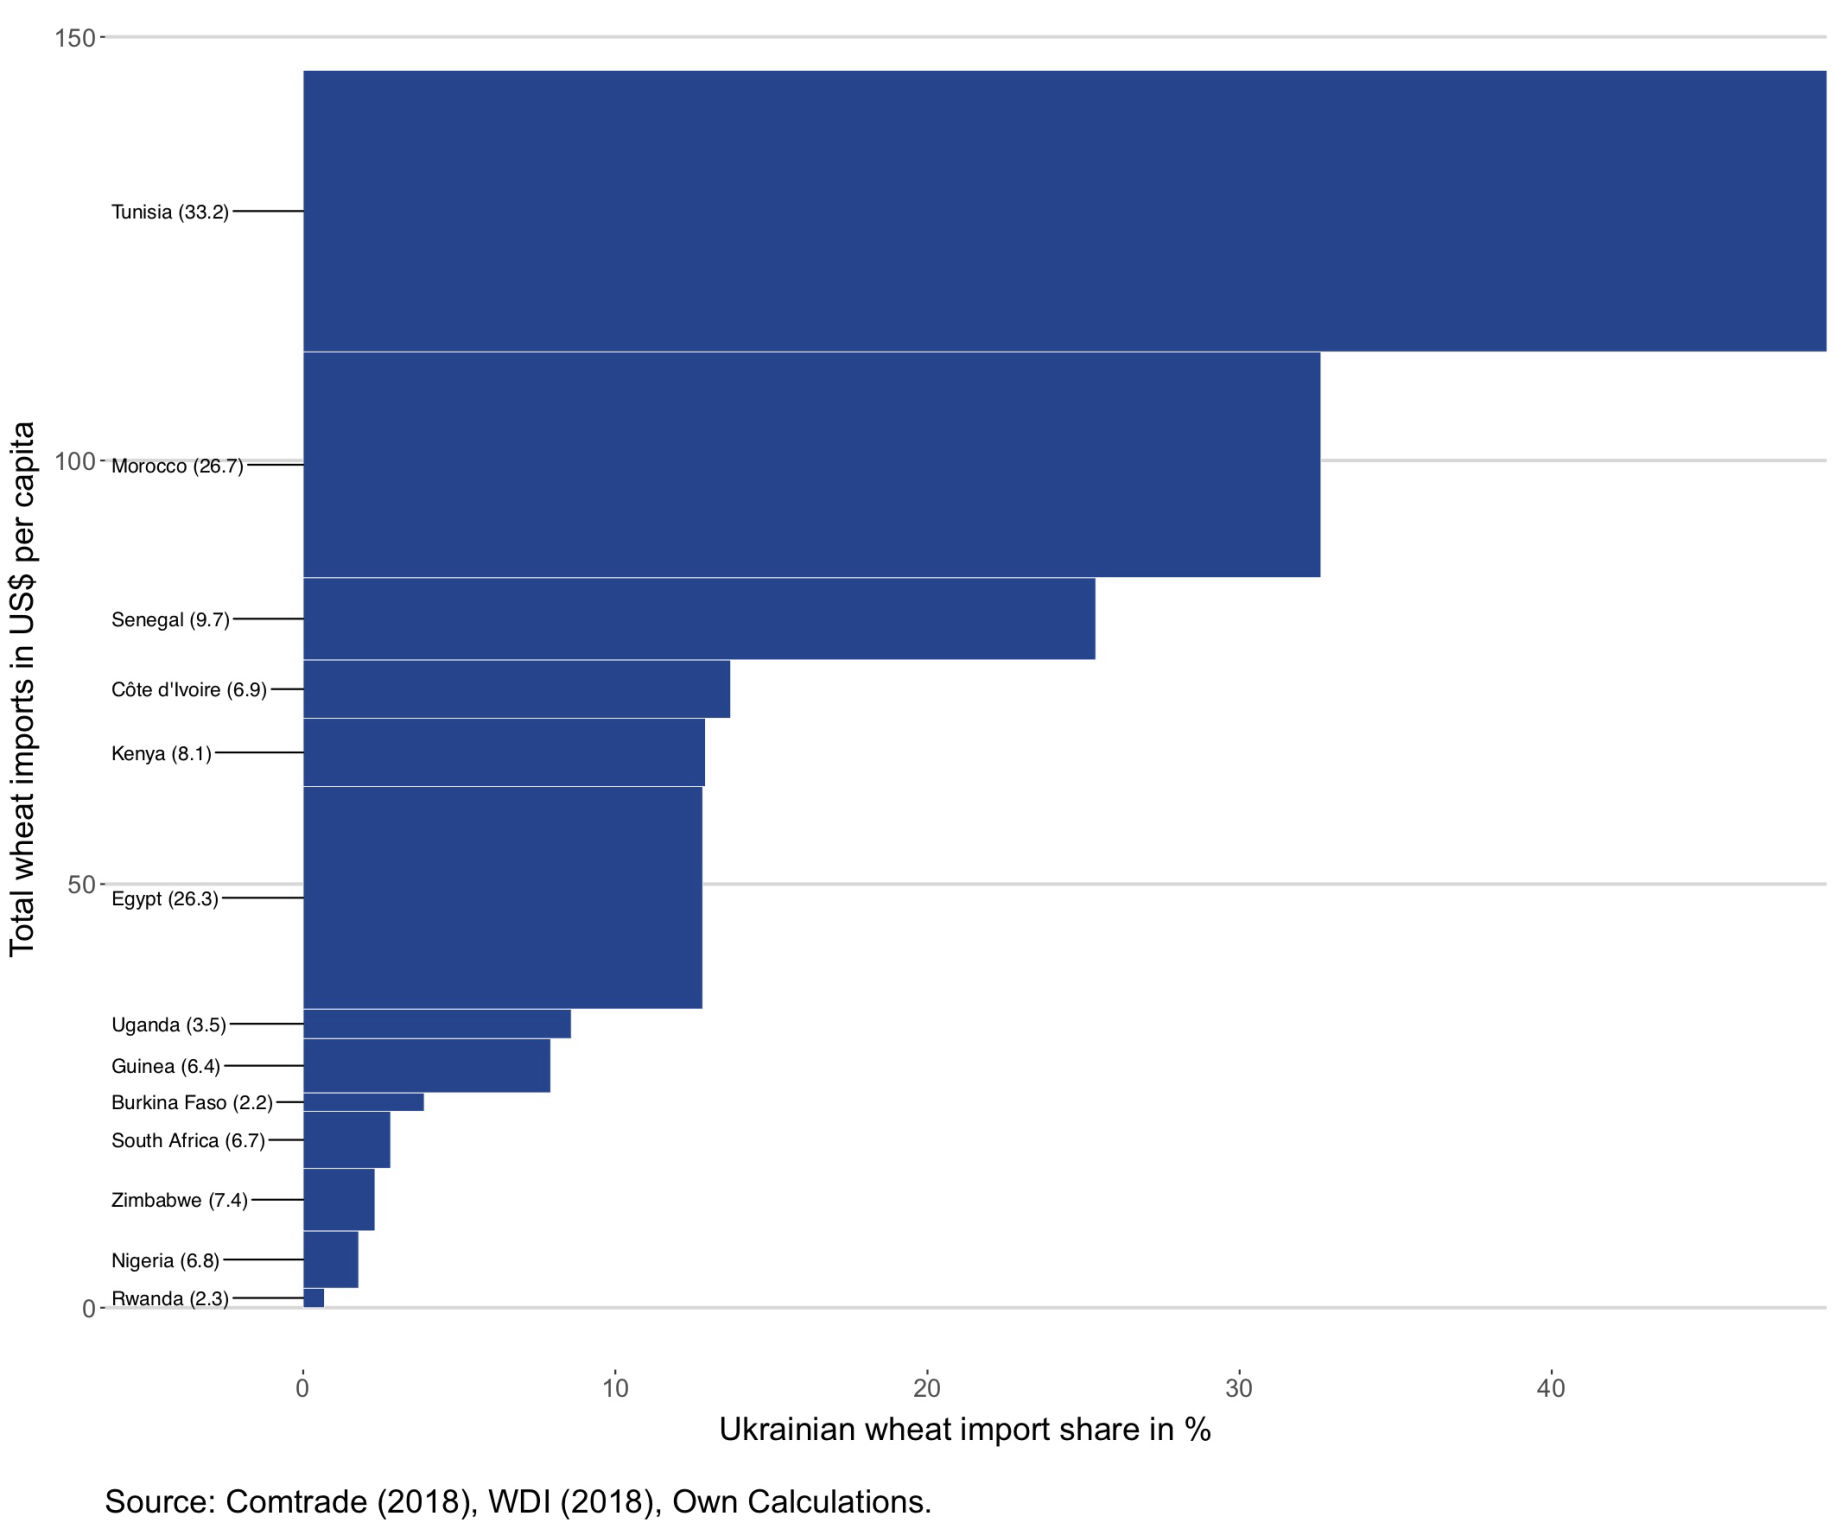 150
Tunisia (33.2)
Total wheat imports in US$ per capita
100
Morocco (26.7)
Senegal (9.7)
Côte d'Ivoire (6.9)
Kenya (8.1)
50
Egypt (26.3)
Uganda (3.5)
Guinea (6.4)
Burkina Faso (2.2)
South Africa (6.7)
Zimbabwe (7.4)
Nigeria (6.8)
Rwanda (2.3)
0
0 10 20 30 40
Ukrainian wheat import share in %
Source: Comtrade (2018), WDI (2018), Own Calculations.